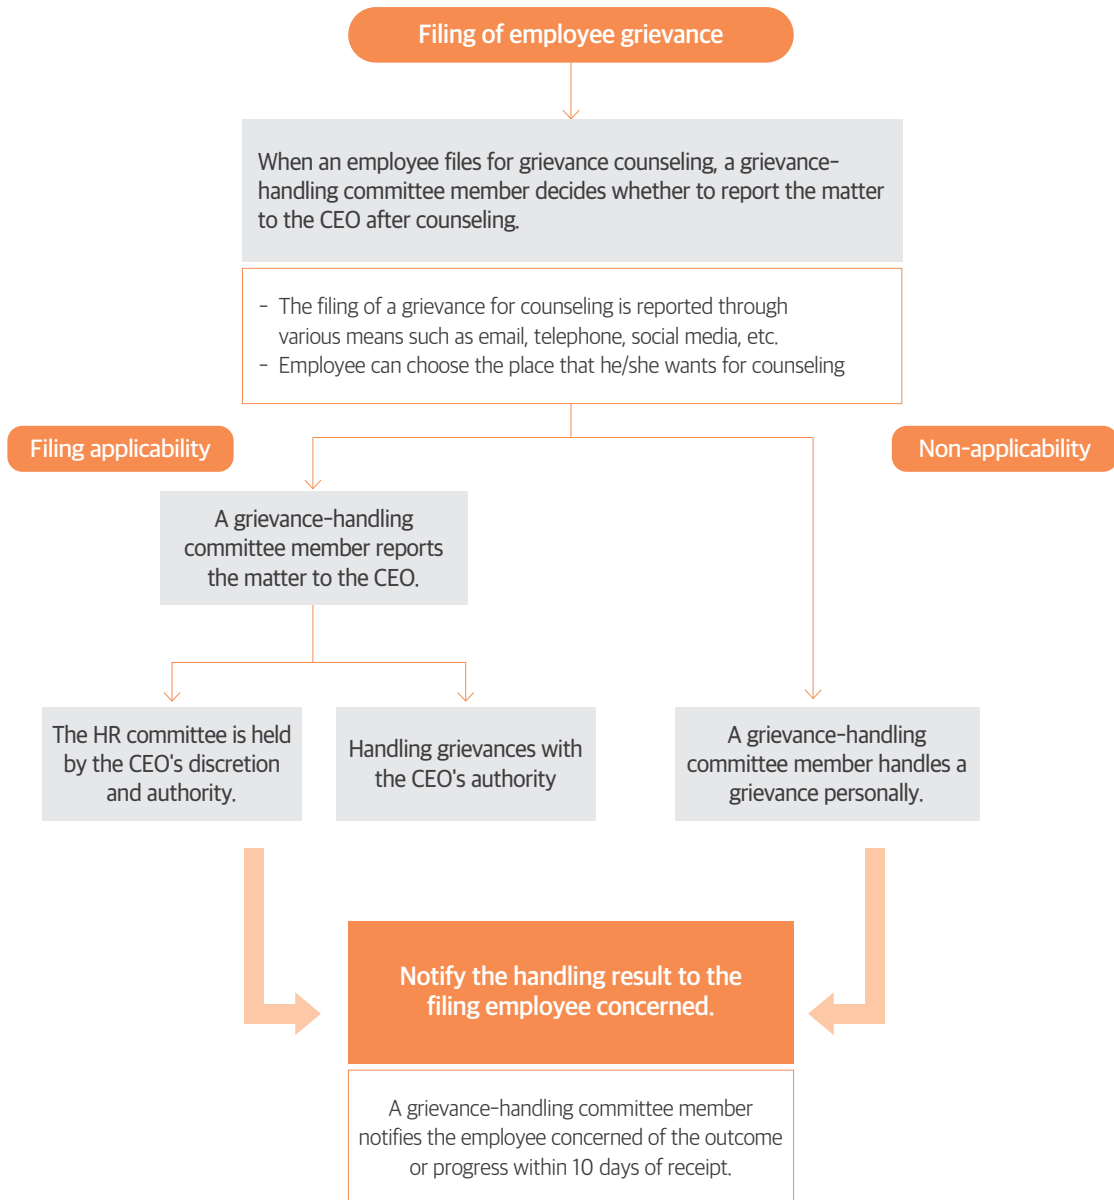 Filing of employee grievance
When an employee files for grievance counseling, a grievance-
handling committee member decides whether to report the matter
to the CEO after counseling.
- The filing of a grievance for counseling is reported through
various means such as email, telephone, social media, etc.
- Employee can choose the place that he/she wants for counseling
Filing applicability
Non-applicability
A grievance-handling
committee member reports
the matter to the CEO.
The HR committee is held
by the CEO's discretion
and authority.
Handling grievances with
the CEO's authority
A grievance-handling
committee member handles a
grievance personally.
Notify the handling result to the
filing employee concerned.
A grievance-handling committee member
notifies the employee concerned of the outcome
or progress within 10 days of receipt.